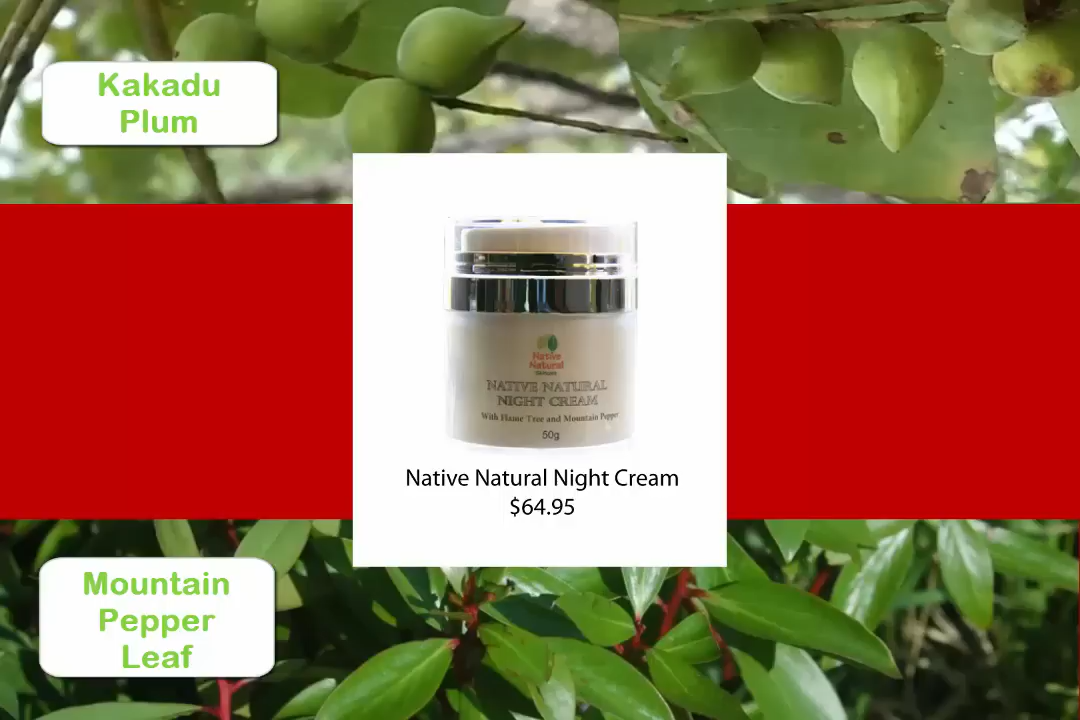 Kakadu
Plum
Native
Natural
Skincare
NATIVE NATURAL
NIGHT CREAM
With Flame Tree and Mountain Pepper
50g
Native Natural Night Cream
$64.95
Mountain
Pepper
Leaf